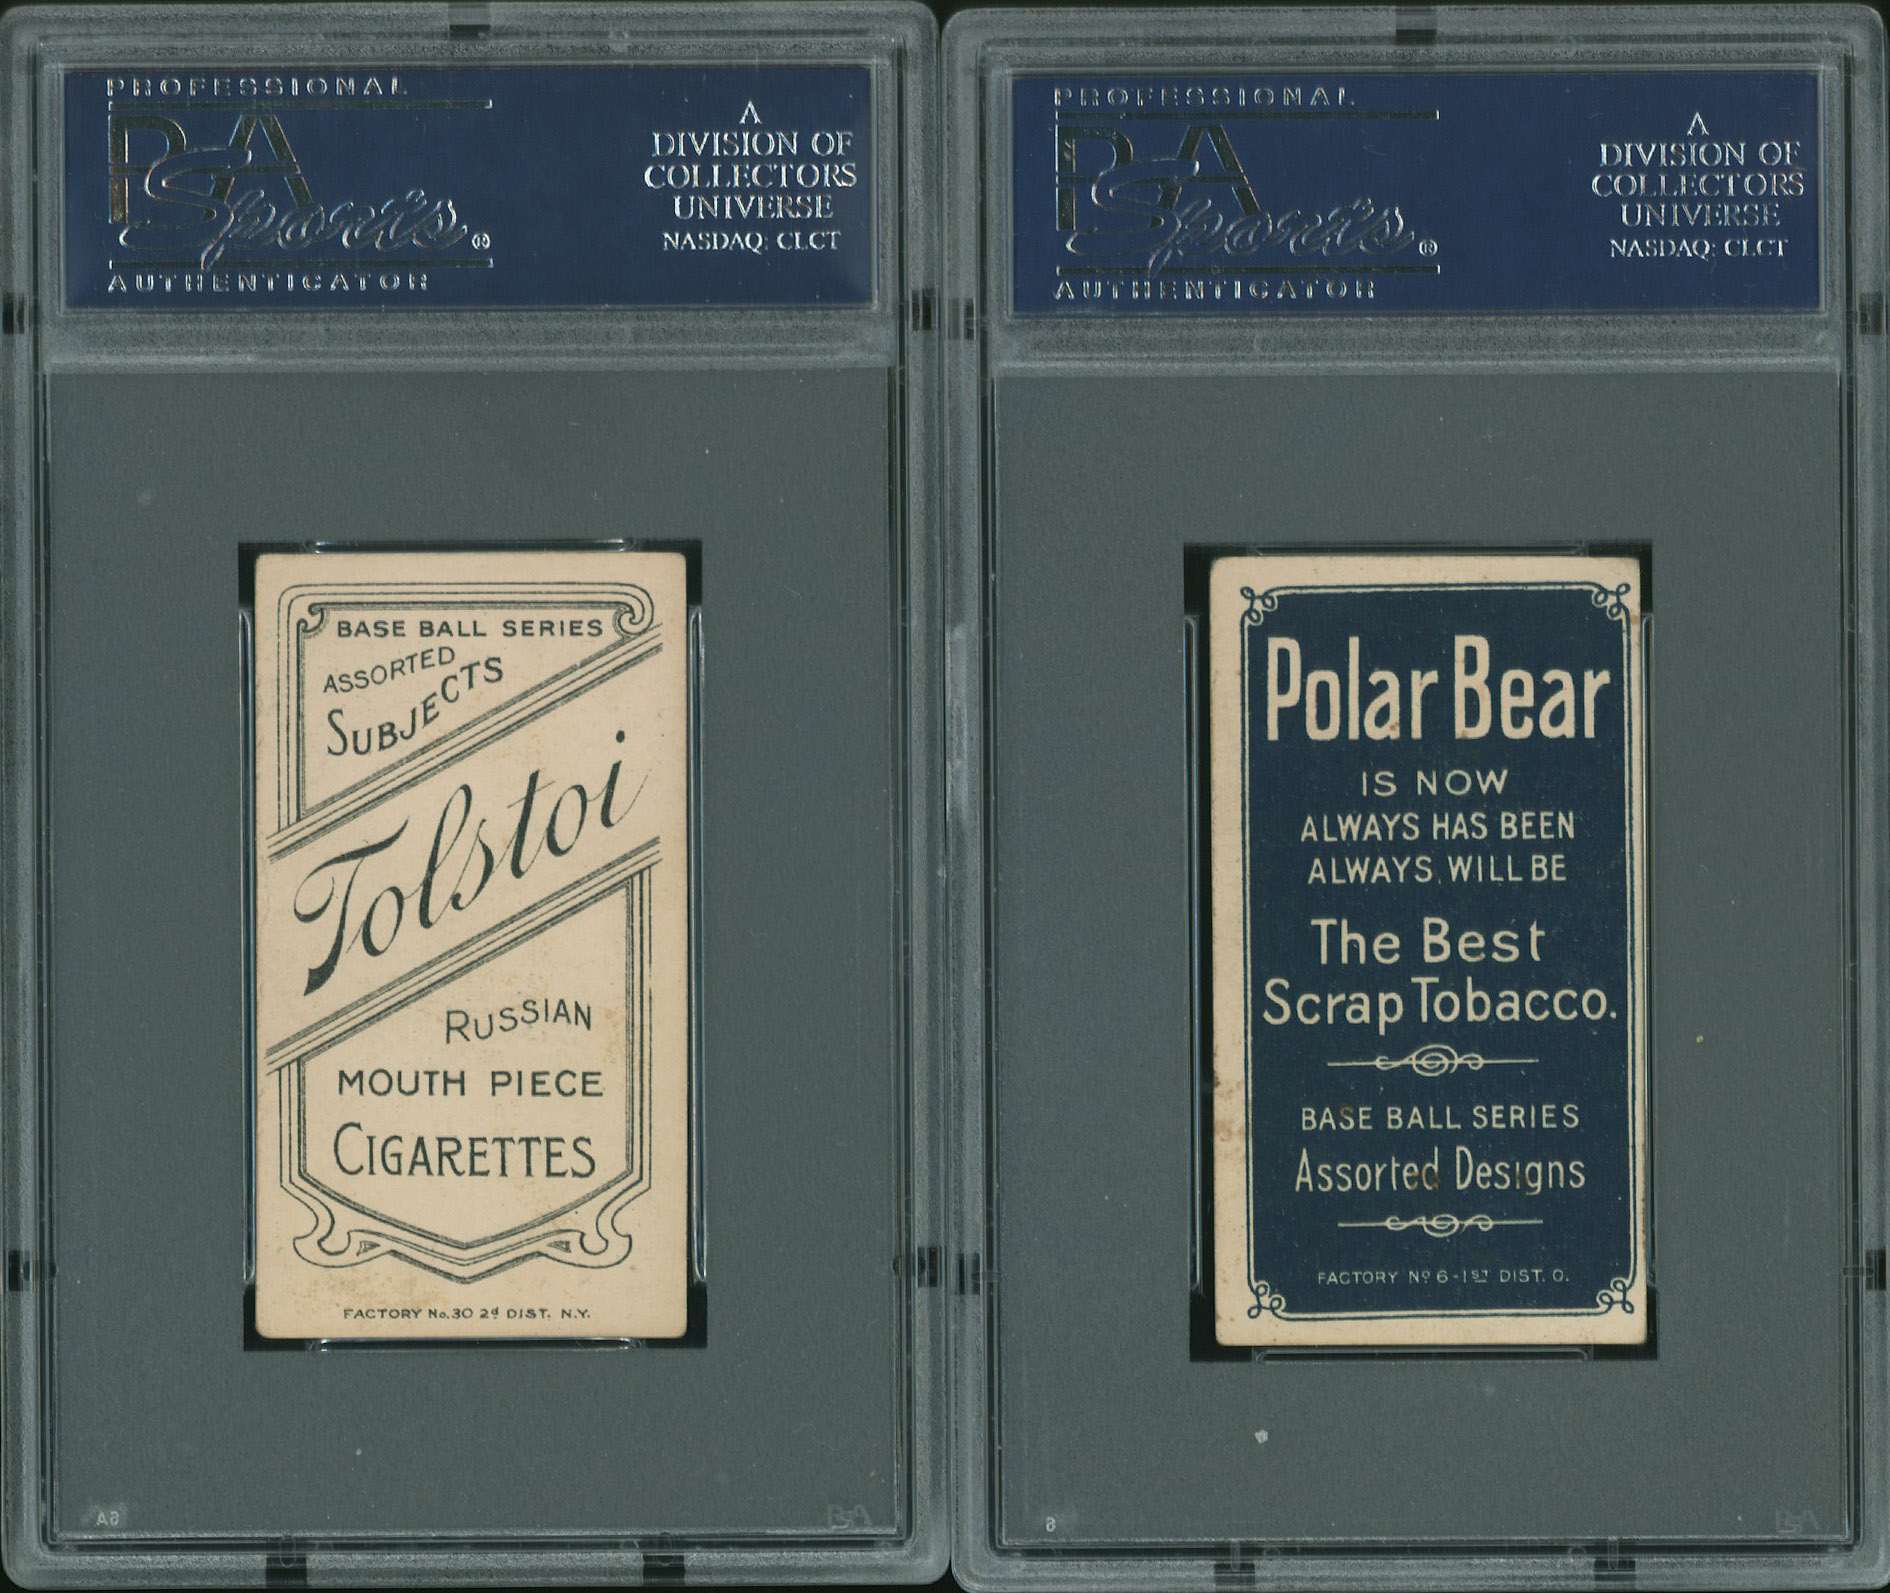 PROFESSIONAL
PSA
Sports®
AUTHENTICATOR
A
DIVISION OF
COLLECTORS
UNIVERSE
NASDAQ: CLCT
BASE BALL SERIES
ASSORTED
SUBJECTS
Tolstoi
RUSSIAN
MOUTH PIECE
CIGARETTES
FACTORY No. 30 2d DIST. N.Y.
PROFESSIONAL
PSA
Sports®
AUTHENTICATOR
A
DIVISION OF
COLLECTORS
UNIVERSE
NASDAQ: CLCT
Polar Bear
IS NOW
ALWAYS HAS BEEN
ALWAYS WILL BE
The Best
Scrap Tobacco.
BASE BALL SERIES
Assorted Designs
FACTORY No 6-1ST DIST. O.